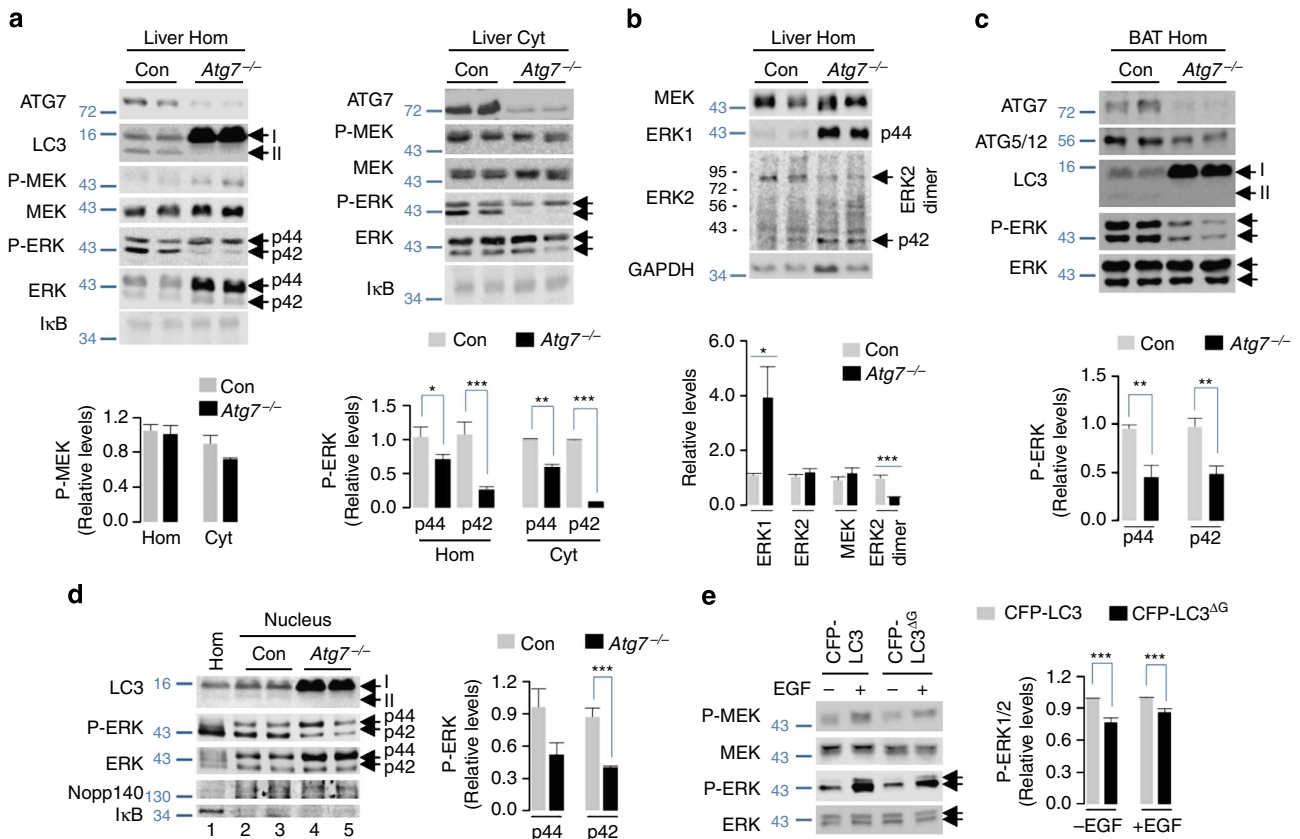 a
Liver Hom
Con Atg7−/−
ATG7
72
LC3
16
I
II
P-MEK
43
MEK
43
P-ERK
43
p44
p42
ERK
43
p44
p42
IκB
34
Liver Cyt
Con Atg7−/−
ATG7
72
P-MEK
43
MEK
43
P-ERK
43
ERK
43
IκB
34
Con Atg7−/−
P-MEK
(Relative levels)
1.2
0.8
0.4
0.0
Hom Cyt
Con Atg7−/−
P-ERK
(Relative levels)
1.5
1.0
0.5
0.0
* *** ** ***
p44 p42 p44 p42
Hom Cyt
b
Liver Hom
Con Atg7−/−
MEK
43
ERK1
43
p44
ERK2
95 -
72 -
56 -
43 -
ERK2
dimer
p42
GAPDH
34
Con
Atg7−/−
Relative levels
6.0
4.0
2.0
0.0
* ***
ERK1
ERK2
MEK
ERK2
dimer
c
BAT Hom
Con Atg7−/−
ATG7
72
ATG5/12
56
LC3
16
I
II
P-ERK
43
ERK
43
Con Atg7−/−
P-ERK
(Relative levels)
1.5
1.0
0.5
0.0
** **
p44 p42
d
Nucleus
Hom Con Atg7−/−
LC3
16
I
II
P-ERK
43
p44
p42
ERK
43
p44
p42
Nopp140
130
IκB
34
1 2 3 4 5
Con Atg7−/−
P-ERK
(Relative levels)
1.2
0.9
0.6
0.3
0.0
***
p44 p42
e
CFP-
LC3
CFP-
LC3ΔG
EGF − + − +
P-MEK
43
MEK
43
P-ERK
43
ERK
43
CFP-LC3 CFP-LC3ΔG
P-ERK1/2
(Relative levels)
1.2
0.9
0.6
0.3
0.0
*** ***
−EGF +EGF